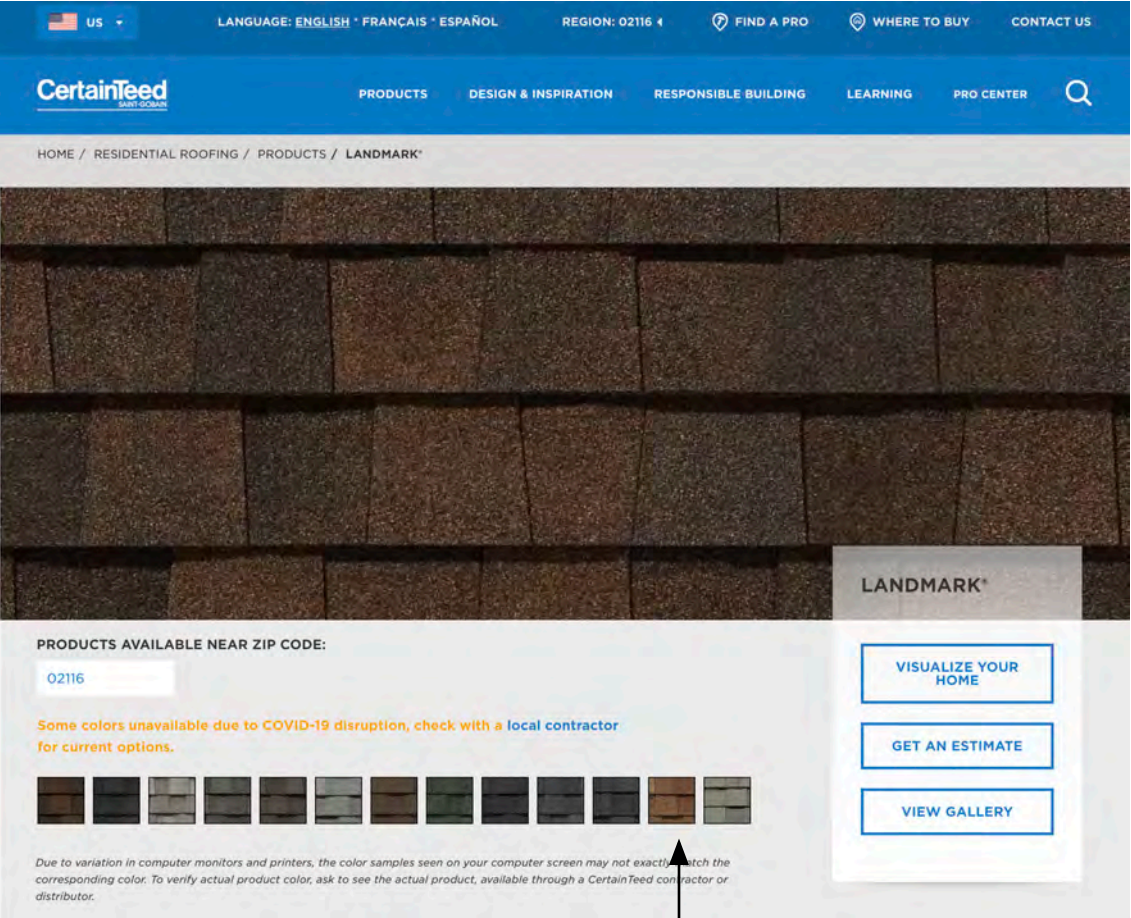 US
LANGUAGE: ENGLISH • FRANÇAIS • ESPAÑOL
REGION: 02116
FIND A PRO
WHERE TO BUY
CONTACT US
CertainTeed
SAINT-GOBAIN
PRODUCTS
DESIGN & INSPIRATION
RESPONSIBLE BUILDING
LEARNING
PRO CENTER
HOME / RESIDENTIAL ROOFING / PRODUCTS / LANDMARK®
LANDMARK®
PRODUCTS AVAILABLE NEAR ZIP CODE:
02116
Some colors unavailable due to COVID-19 disruption, check with a local contractor
for current options.
VISUALIZE YOUR
HOME
GET AN ESTIMATE
VIEW GALLERY
Due to variation in computer monitors and printers, the color samples seen on your computer screen may not exactly match the
corresponding color. To verify actual product color, ask to see the actual product, available through a CertainTeed contractor or
distributor.